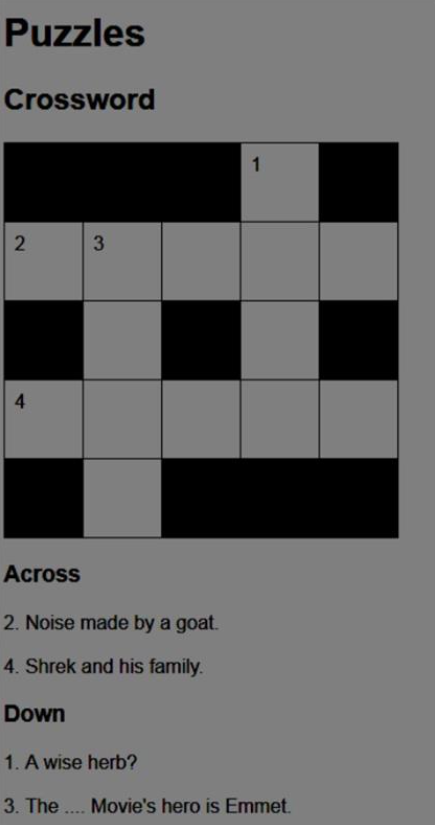 Puzzles
Crossword
1
2 3
4
Across
2. Noise made by a goat.
4. Shrek and his family.
Down
1. A wise herb?
3. The .... Movie's hero is Emmet.